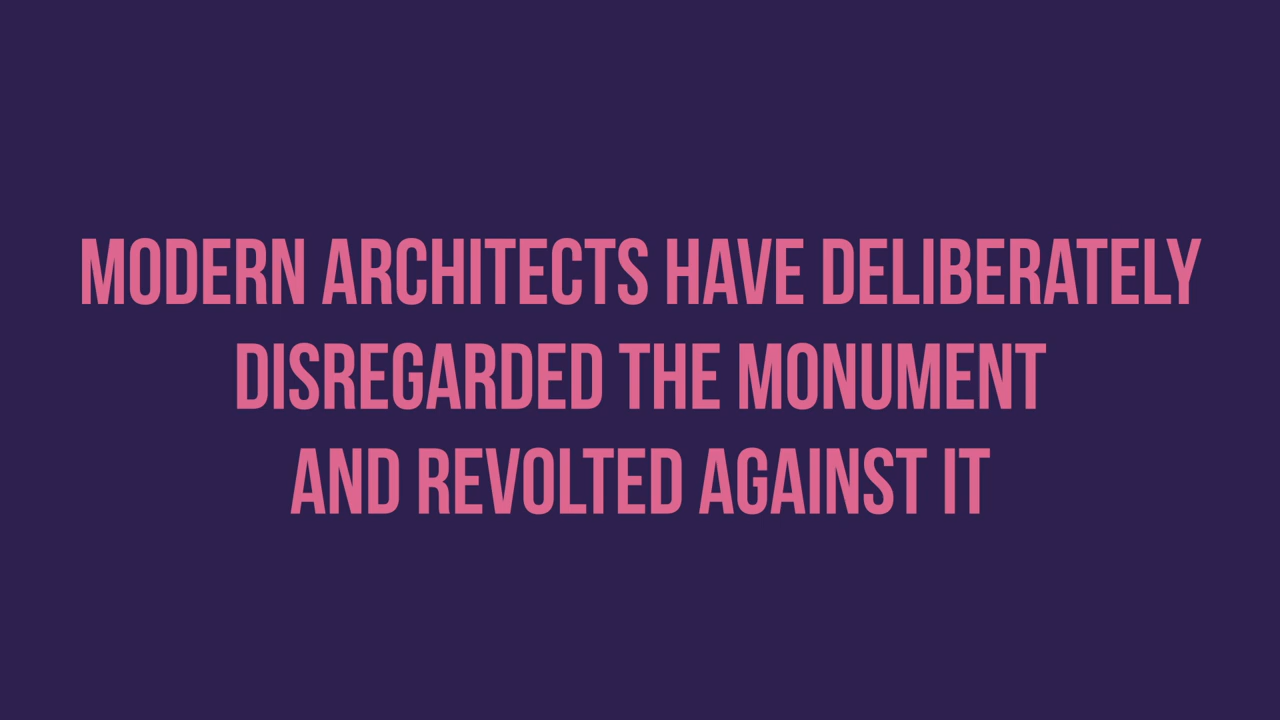 MODERN ARCHITECTS HAVE DELIBERATELY
DISREGARDED THE MONUMENT
AND REVOLTED AGAINST IT